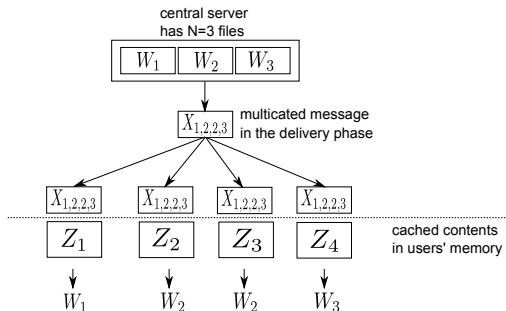 central server
has N=3 files
W₁ W₂ W₃
X₁,₂,₂,₃
multicated message
in the delivery phase
X₁,₂,₂,₃ X₁,₂,₂,₃ X₁,₂,₂,₃ X₁,₂,₂,₃
Z₁ Z₂ Z₃ Z₄
cached contents
in users' memory
W₁ W₂ W₂ W₃